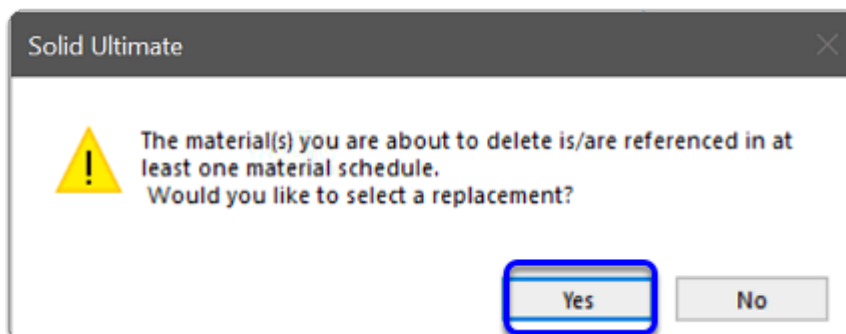 Solid Ultimate
The material(s) you are about to delete is/are referenced in at
least one material schedule.
Would you like to select a replacement?
Yes No